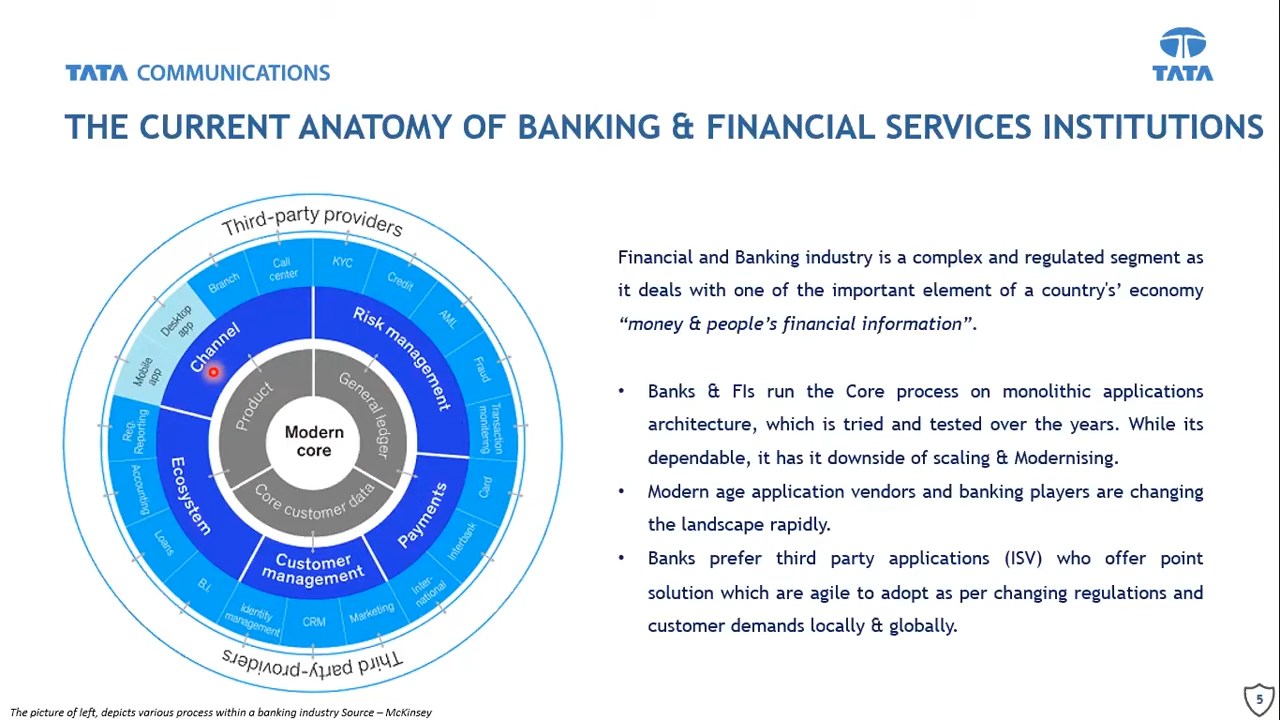 TATA COMMUNICATIONS
TATA
THE CURRENT ANATOMY OF BANKING & FINANCIAL SERVICES INSTITUTIONS
Third-party providers
Branch
Call
center
KYC
Credit
AML
Fraud
Transaction
monitoring
Card
Interbank
Inter-
national
Marketing
CRM
Identity
management
B.I.
Loans
Accounting
Reg.
Reporting
Mobile
app
Desktop
app
Channel
Risk management
Payments
Customer
management
Ecosystem
Product
General ledger
Core customer data
Modern
core
Third party-providers
Financial and Banking industry is a complex and regulated segment as
it deals with one of the important element of a country's’ economy
“money & people’s financial information”.
• Banks & FIs run the Core process on monolithic applications
architecture, which is tried and tested over the years. While its
dependable, it has it downside of scaling & Modernising.
• Modern age application vendors and banking players are changing
the landscape rapidly.
• Banks prefer third party applications (ISV) who offer point
solution which are agile to adopt as per changing regulations and
customer demands locally & globally.
The picture of left, depicts various process within a banking industry Source – McKinsey
5